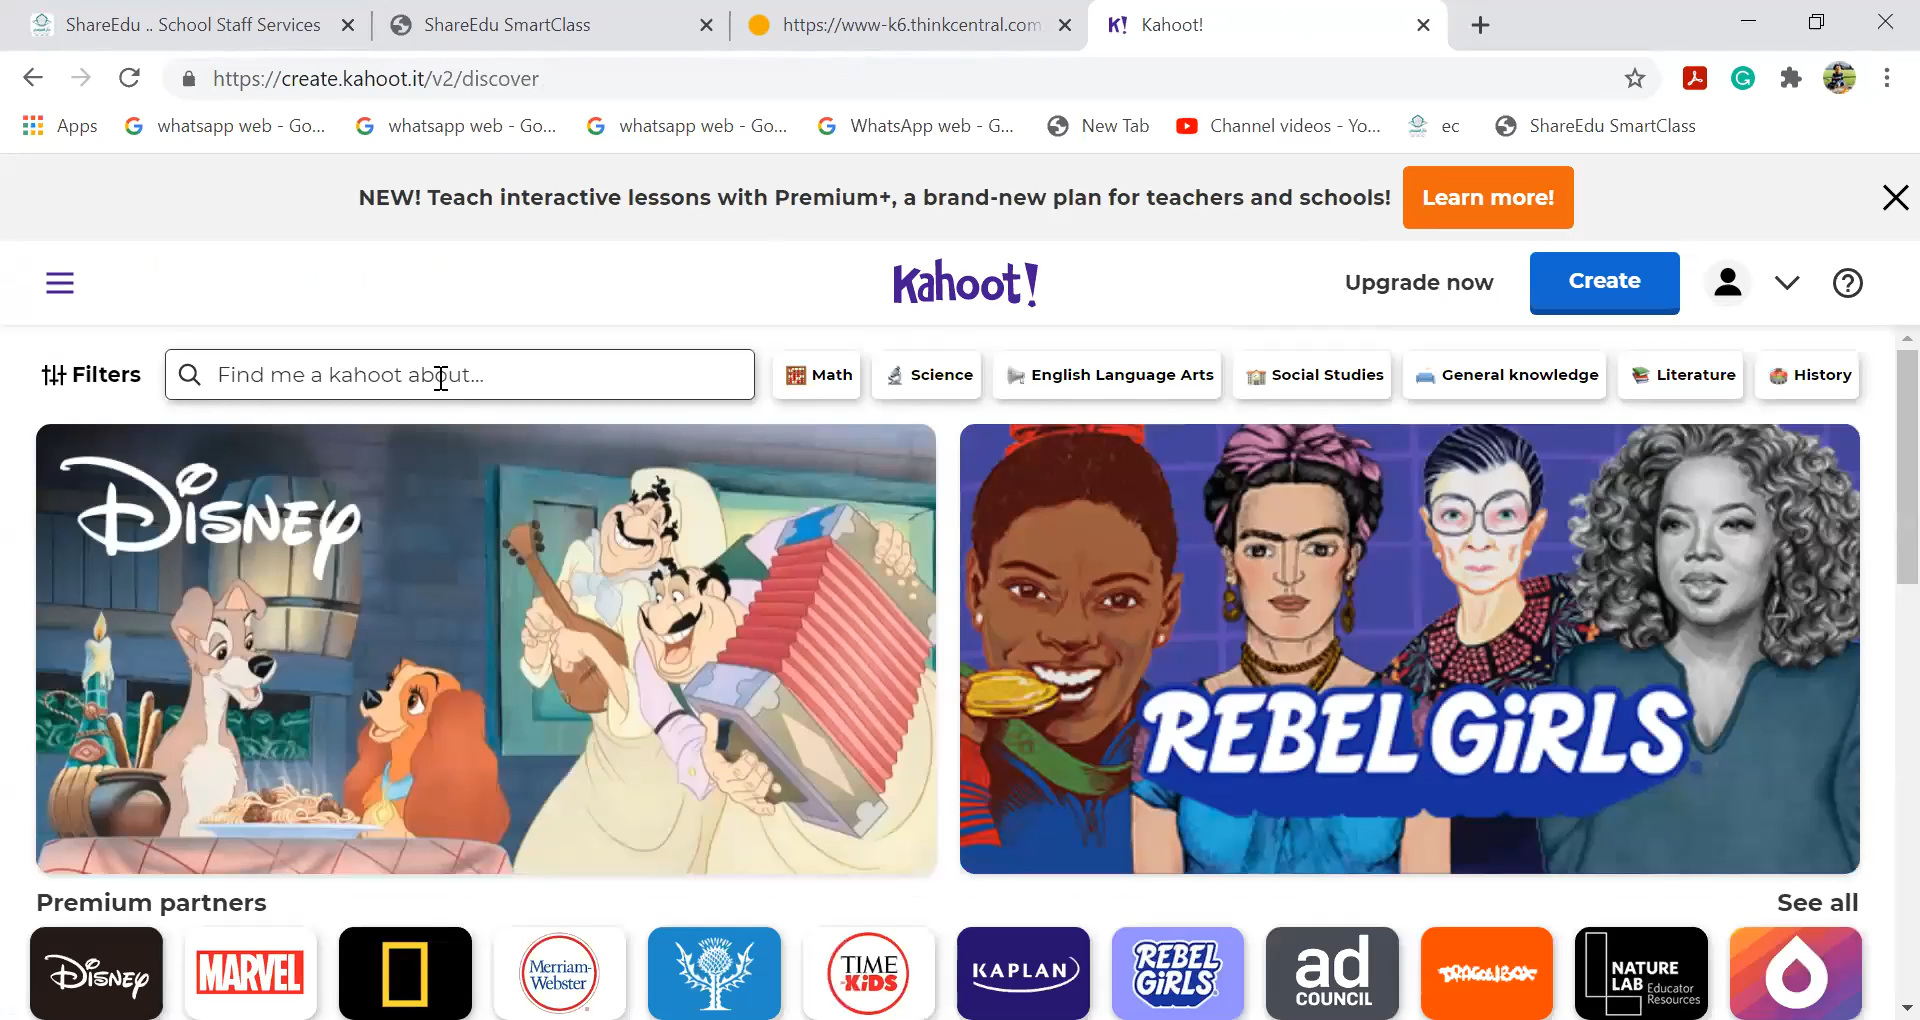 ShareEdu .. School Staff Services
ShareEdu SmartClass
https://www-k6.thinkcentral.com
K! Kahoot!
https://create.kahoot.it/v2/discover
Apps
whatsapp web - Go...
whatsapp web - Go...
whatsapp web - Go...
WhatsApp web - G...
New Tab
Channel videos - Yo...
ec
ShareEdu SmartClass
NEW! Teach interactive lessons with Premium+, a brand-new plan for teachers and schools!
Learn more!
Kahoot!
Upgrade now
Create
Filters
Find me a kahoot about...
Math
Science
English Language Arts
Social Studies
General knowledge
Literature
History
DISNEY
REBEL GIRLS
Premium partners
See all
DISNEY
MARVEL
Merriam-
Webster
TIME
KiDS
KAPLAN
REBEL
GIRLS
ad
COUNCIL
DRAGONBOX
NATURE
LAB Educator
Resources